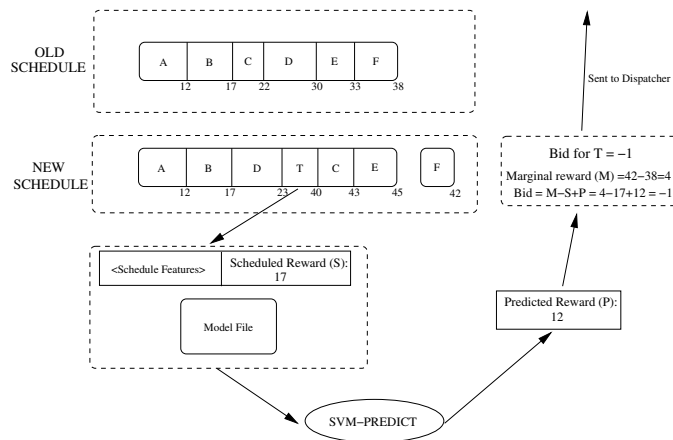 OLD
SCHEDULE
A B C D E F
12 17 22 30 33 38
Sent to Dispatcher
NEW
SCHEDULE
A B D T C E F
12 17 23 40 43 45 42
Bid for T = −1
Marginal reward (M) =42−38=4
Bid = M−S+P = 4−17+12 = −1
<Schedule Features>
Scheduled Reward (S):
17
Model File
Predicted Reward (P):
12
SVM−PREDICT